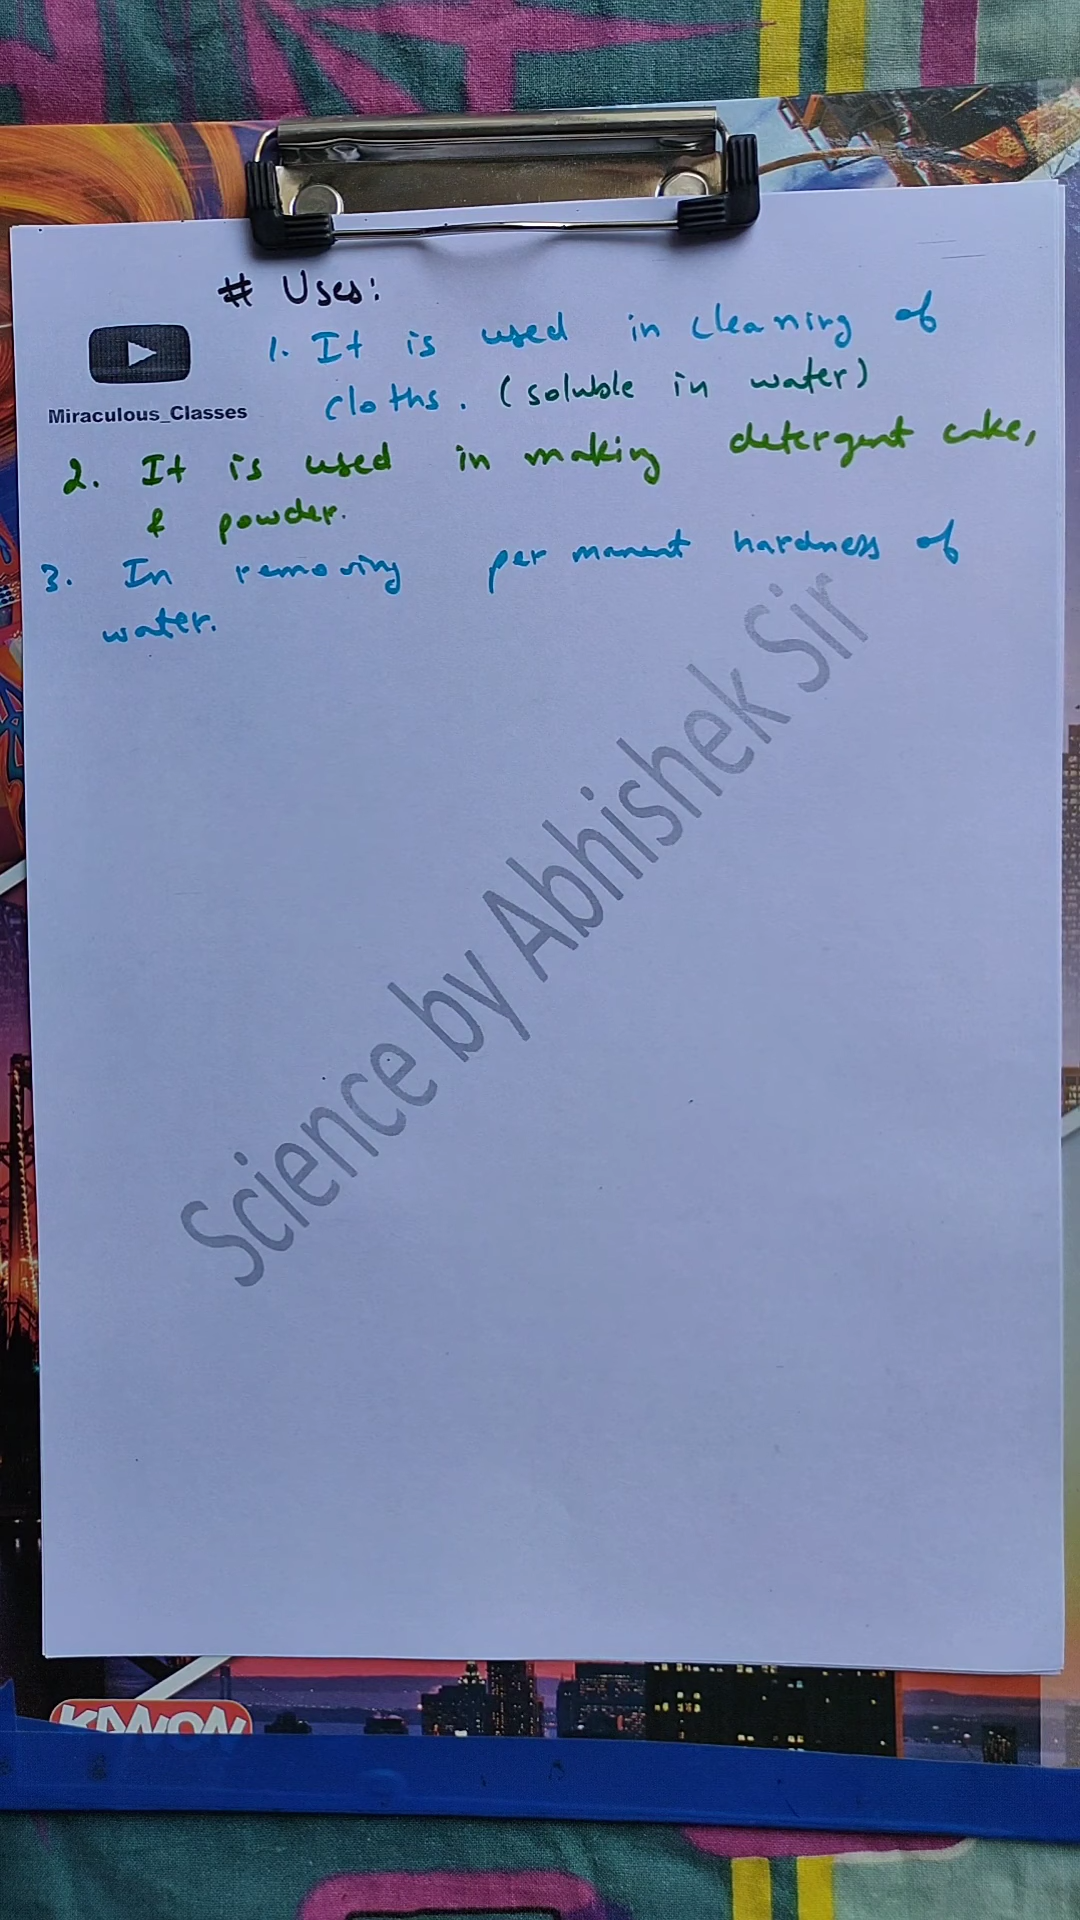 # Uses:
1. It is used in cleaning of
cloths. (soluble in water)
Miraculous_Classes
2. It is used in making detergent cake,
& powder.
3. In removing permanent hardness of
water.
Science by Abhishek Sir
KIWON